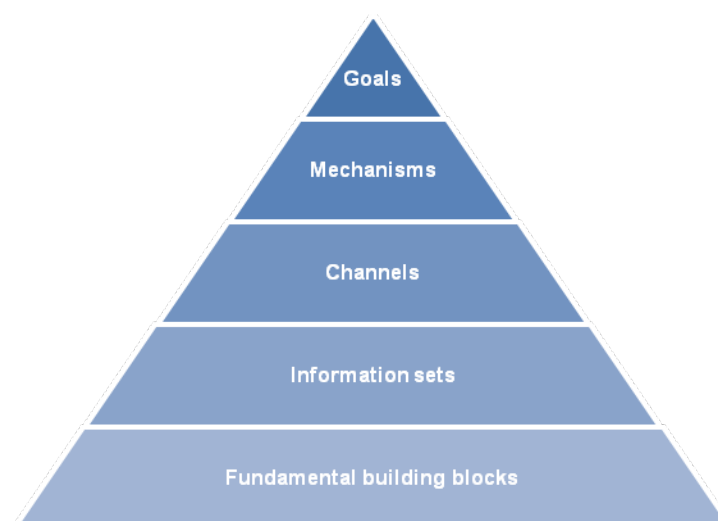 Goals
Mechanisms
Channels
Information sets
Fundamental building blocks